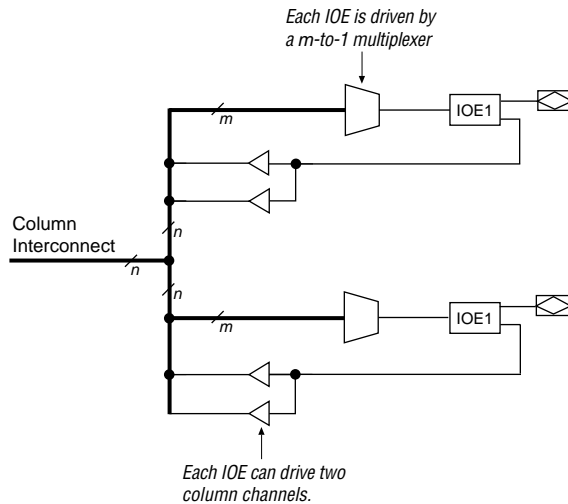 Each IOE is driven by
a m-to-1 multiplexer
m
IOE1
n
Column
Interconnect
n
n
m
IOE1
Each IOE can drive two
column channels.